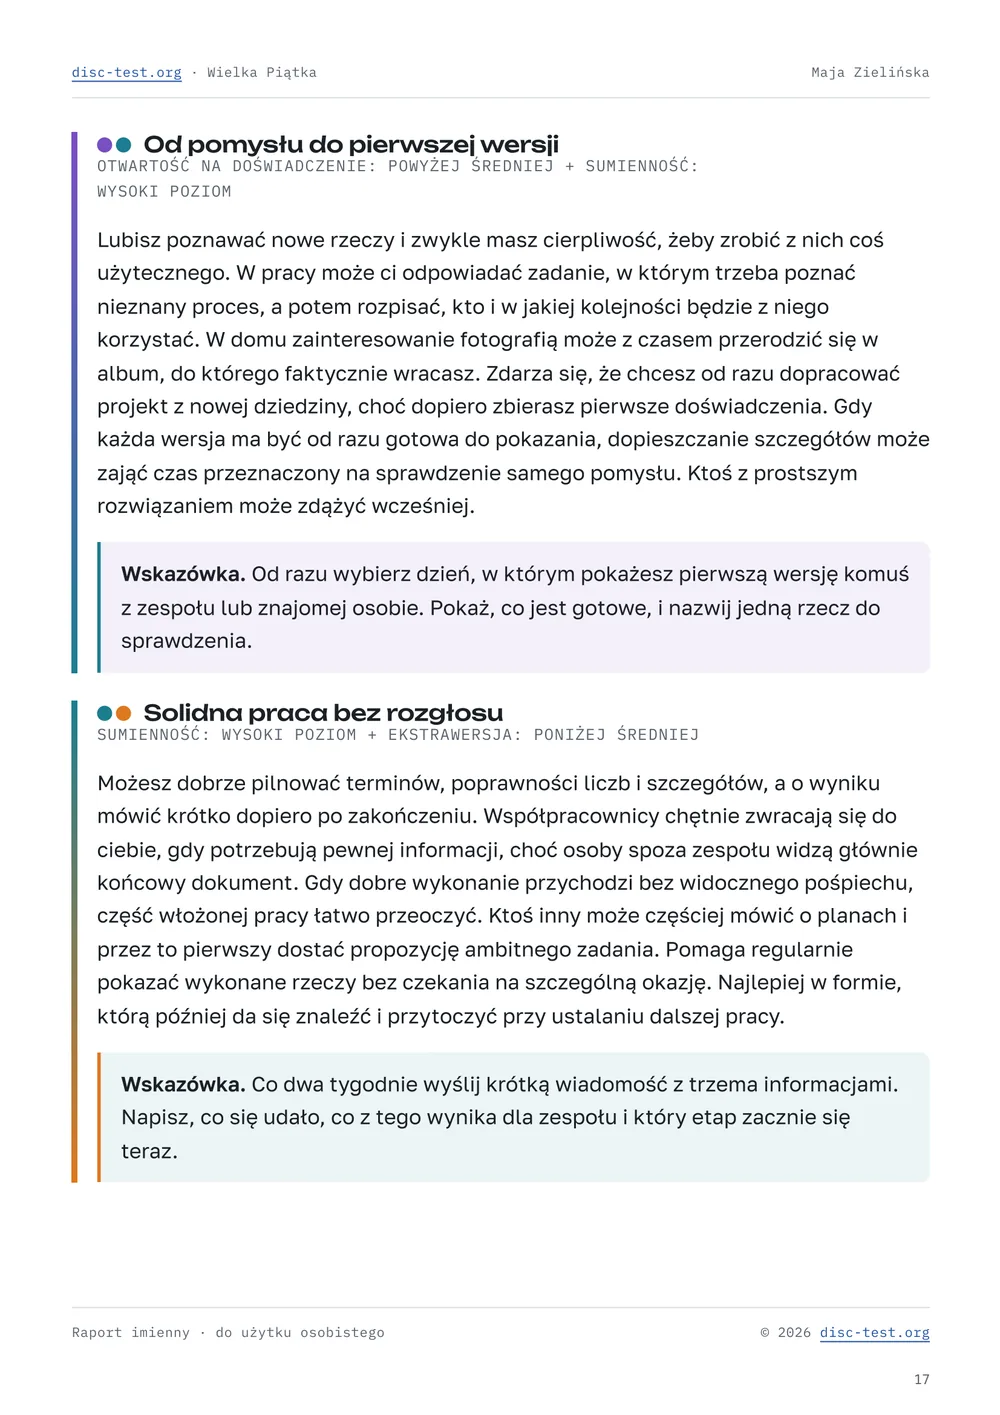 disc-test.org · Wielka Piątka
Maja Zielińska
Od pomysłu do pierwszej wersji
OTWARTOŚĆ NA DOŚWIADCZENIE: POWYŻEJ ŚREDNIEJ + SUMIENNOŚĆ:
WYSOKI POZIOM
Lubisz poznawać nowe rzeczy i zwykle masz cierpliwość, żeby zrobić z nich coś
użytecznego. W pracy może ci odpowiadać zadanie, w którym trzeba poznać
nieznany proces, a potem rozpisać, kto i w jakiej kolejności będzie z niego
korzystać. W domu zainteresowanie fotografią może z czasem przerodzić się w
album, do którego faktycznie wracasz. Zdarza się, że chcesz od razu dopracować
projekt z nowej dziedziny, choć dopiero zbierasz pierwsze doświadczenia. Gdy
każda wersja ma być od razu gotowa do pokazania, dopieszczanie szczegółów może
zająć czas przeznaczony na sprawdzenie samego pomysłu. Ktoś z prostszym
rozwiązaniem może zdążyć wcześniej.
Wskazówka. Od razu wybierz dzień, w którym pokażesz pierwszą wersję komuś
z zespołu lub znajomej osobie. Pokaż, co jest gotowe, i nazwij jedną rzecz do
sprawdzenia.
Solidna praca bez rozgłosu
SUMIENNOŚĆ: WYSOKI POZIOM + EKSTRAWERSJA: PONIŻEJ ŚREDNIEJ
Możesz dobrze pilnować terminów, poprawności liczb i szczegółów, a o wyniku
mówić krótko dopiero po zakończeniu. Współpracownicy chętnie zwracają się do
ciebie, gdy potrzebują pewnej informacji, choć osoby spoza zespołu widzą głównie
końcowy dokument. Gdy dobre wykonanie przychodzi bez widocznego pośpiechu,
część włożonej pracy łatwo przeoczyć. Ktoś inny może częściej mówić o planach i
przez to pierwszy dostać propozycję ambitnego zadania. Pomaga regularnie
pokazać wykonane rzeczy bez czekania na szczególną okazję. Najlepiej w formie,
którą później da się znaleźć i przytoczyć przy ustalaniu dalszej pracy.
Wskazówka. Co dwa tygodnie wyślij krótką wiadomość z trzema informacjami.
Napisz, co się udało, co z tego wynika dla zespołu i który etap zacznie się
teraz.
Raport imienny · do użytku osobistego
© 2026 disc-test.org
17